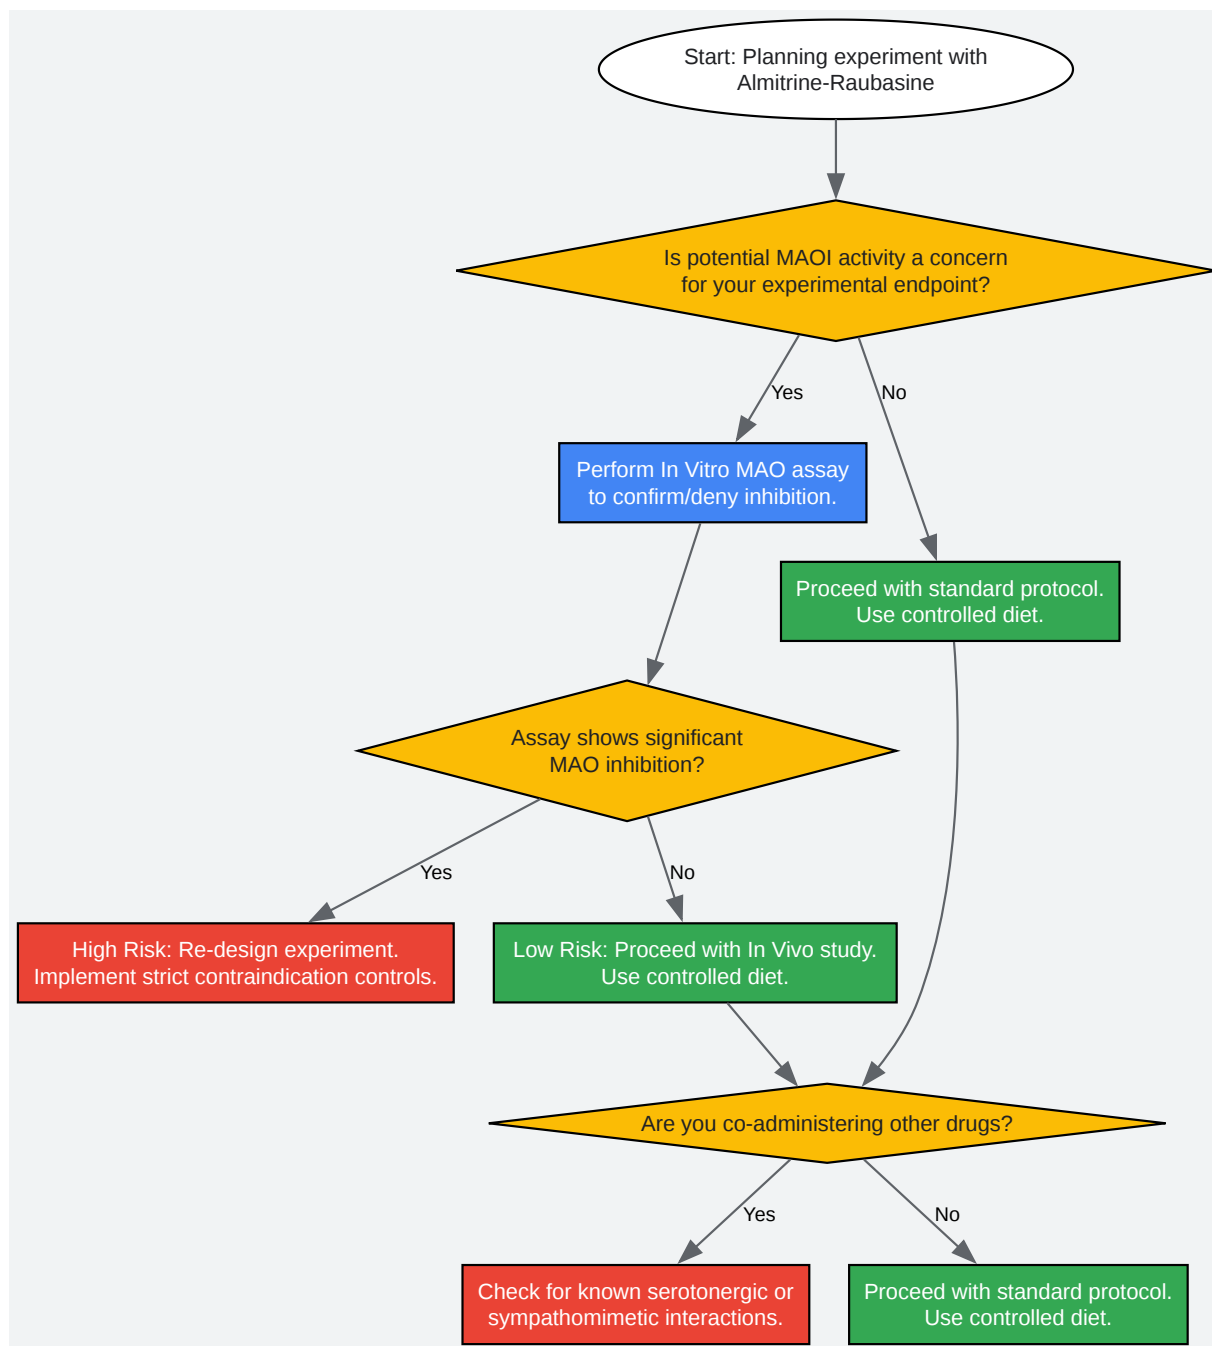 Start: Planning experiment with
Almitrine-Raubasine
Is potential MAOI activity a concern
for your experimental endpoint?
Yes
No
Perform In Vitro MAO assay
to confirm/deny inhibition.
Proceed with standard protocol.
Use controlled diet.
Assay shows significant
MAO inhibition?
Yes
No
High Risk: Re-design experiment.
Implement strict contraindication controls.
Low Risk: Proceed with In Vivo study.
Use controlled diet.
Are you co-administering other drugs?
Yes
No
Check for known serotonergic or
sympathomimetic interactions.
Proceed with standard protocol.
Use controlled diet.